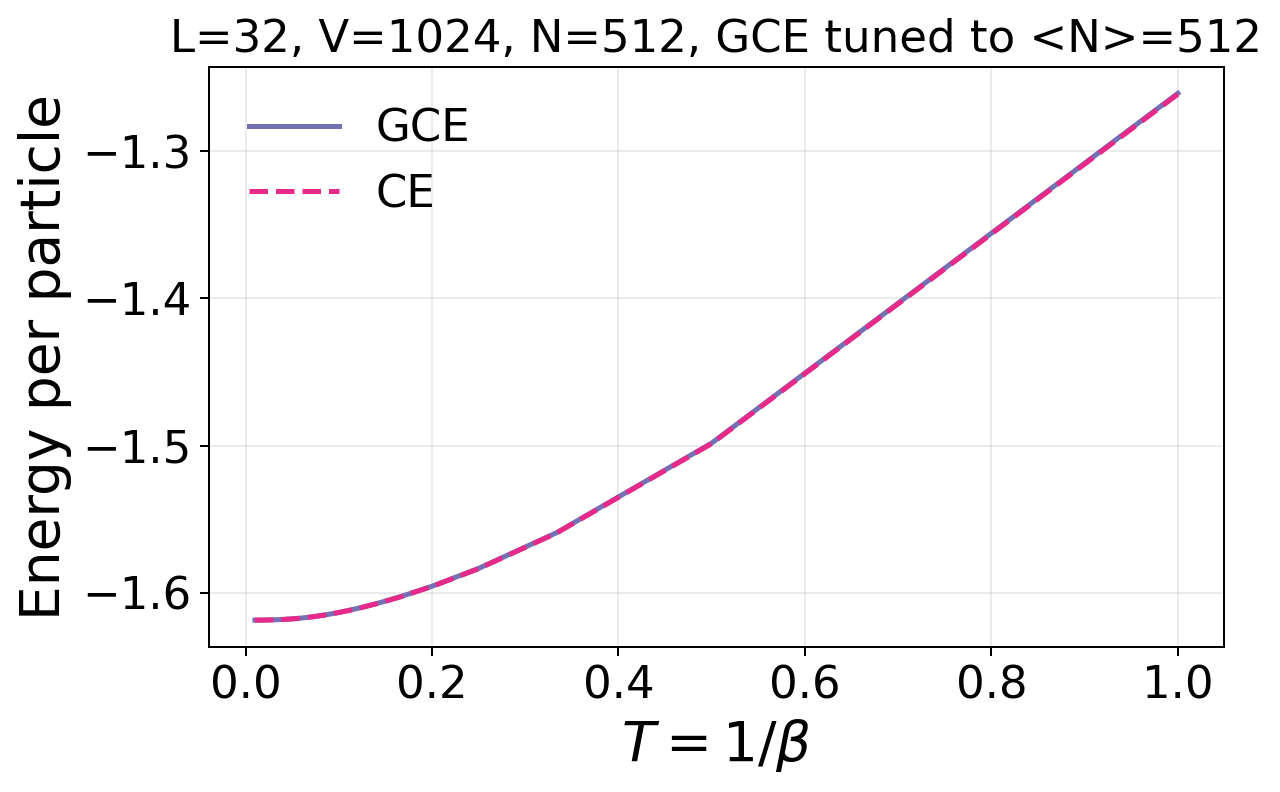 L=32, V=1024, N=512, GCE tuned to <N>=512
Energy per particle
−1.3
−1.4
−1.5
−1.6
GCE
CE
0.0 0.2 0.4 0.6 0.8 1.0
T = 1/β